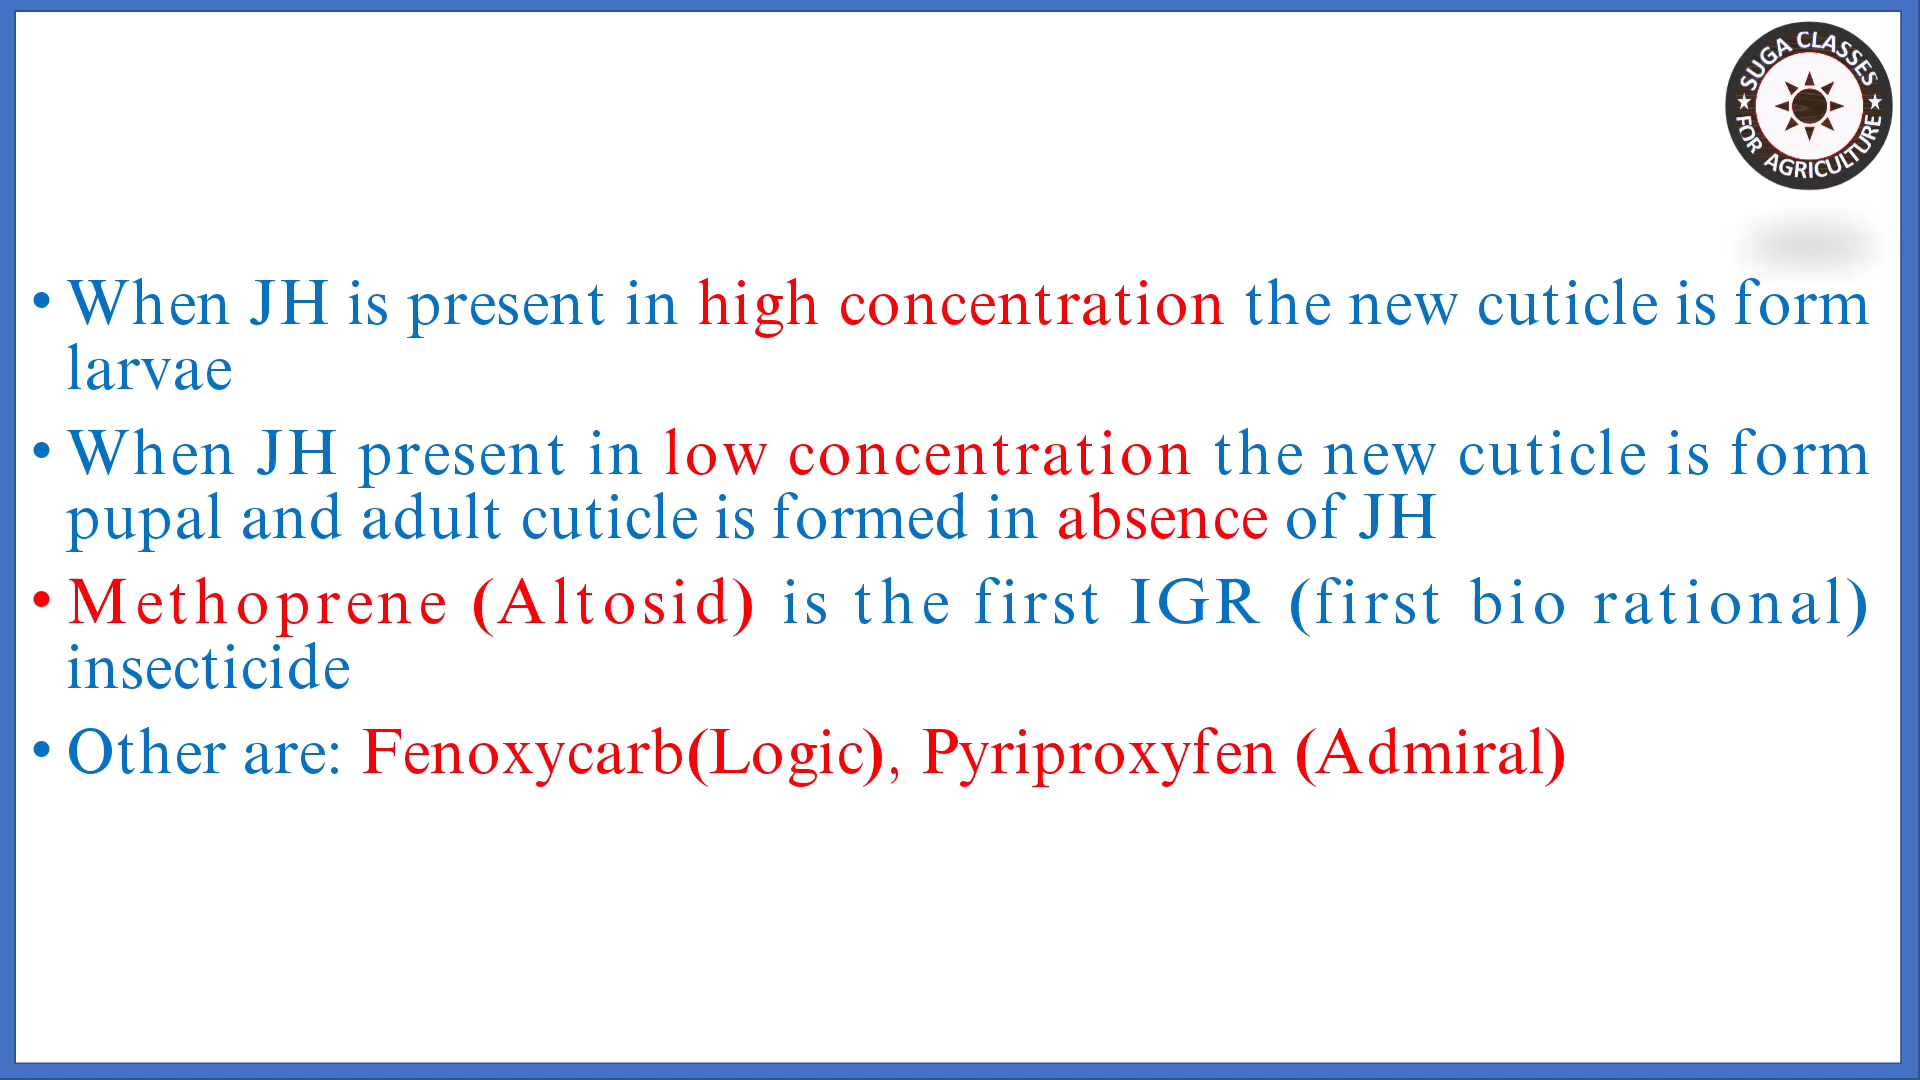 SUGA CLASSES
FOR AGRICULTURE
• When JH is present in high concentration the new cuticle is form
larvae
• When JH present in low concentration the new cuticle is form
pupal and adult cuticle is formed in absence of JH
• Methoprene (Altosid) is the first IGR (first bio rational)
insecticide
• Other are: Fenoxycarb(Logic), Pyriproxyfen (Admiral)